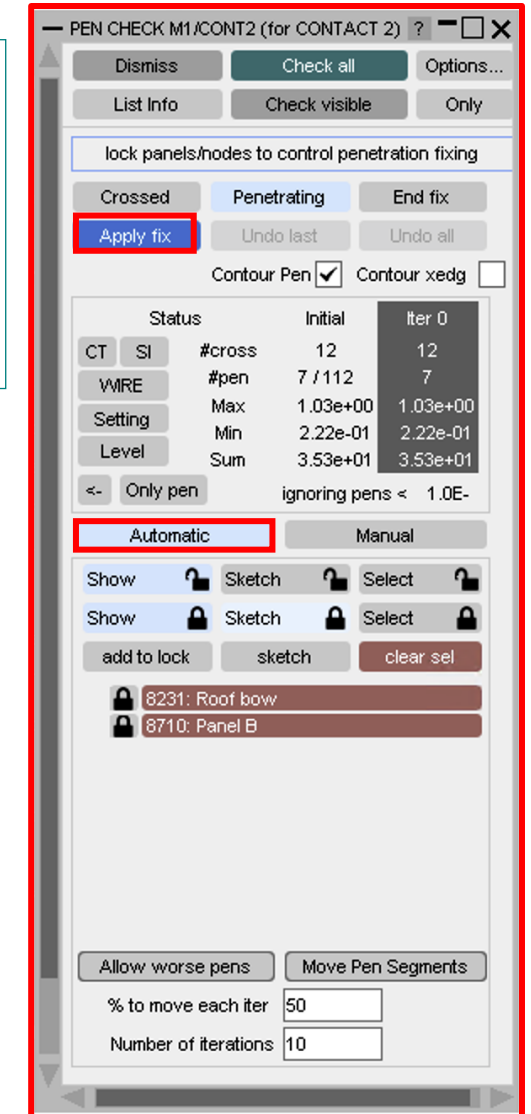 PEN CHECK M1/CONT2 (for CONTACT 2) ?
Dismiss Check all Options...
List Info Check visible Only
lock panels/nodes to control penetration fixing
Crossed Penetrating End fix
Apply fix Undo last Undo all
Contour Pen Contour xedg
Status Initial Iter 0
CT SI #cross 12 12
WIRE #pen 7 / 112 7
Setting Max 1.03e+00 1.03e+00
Min 2.22e-01 2.22e-01
Level Sum 3.53e+01 3.53e+01
<- Only pen ignoring pens < 1.0E-
Automatic Manual
Show Sketch Select
Show Sketch Select
add to lock sketch clear sel
8231: Roof bow
8710: Panel B
Allow worse pens Move Pen Segments
% to move each iter 50
Number of iterations 10